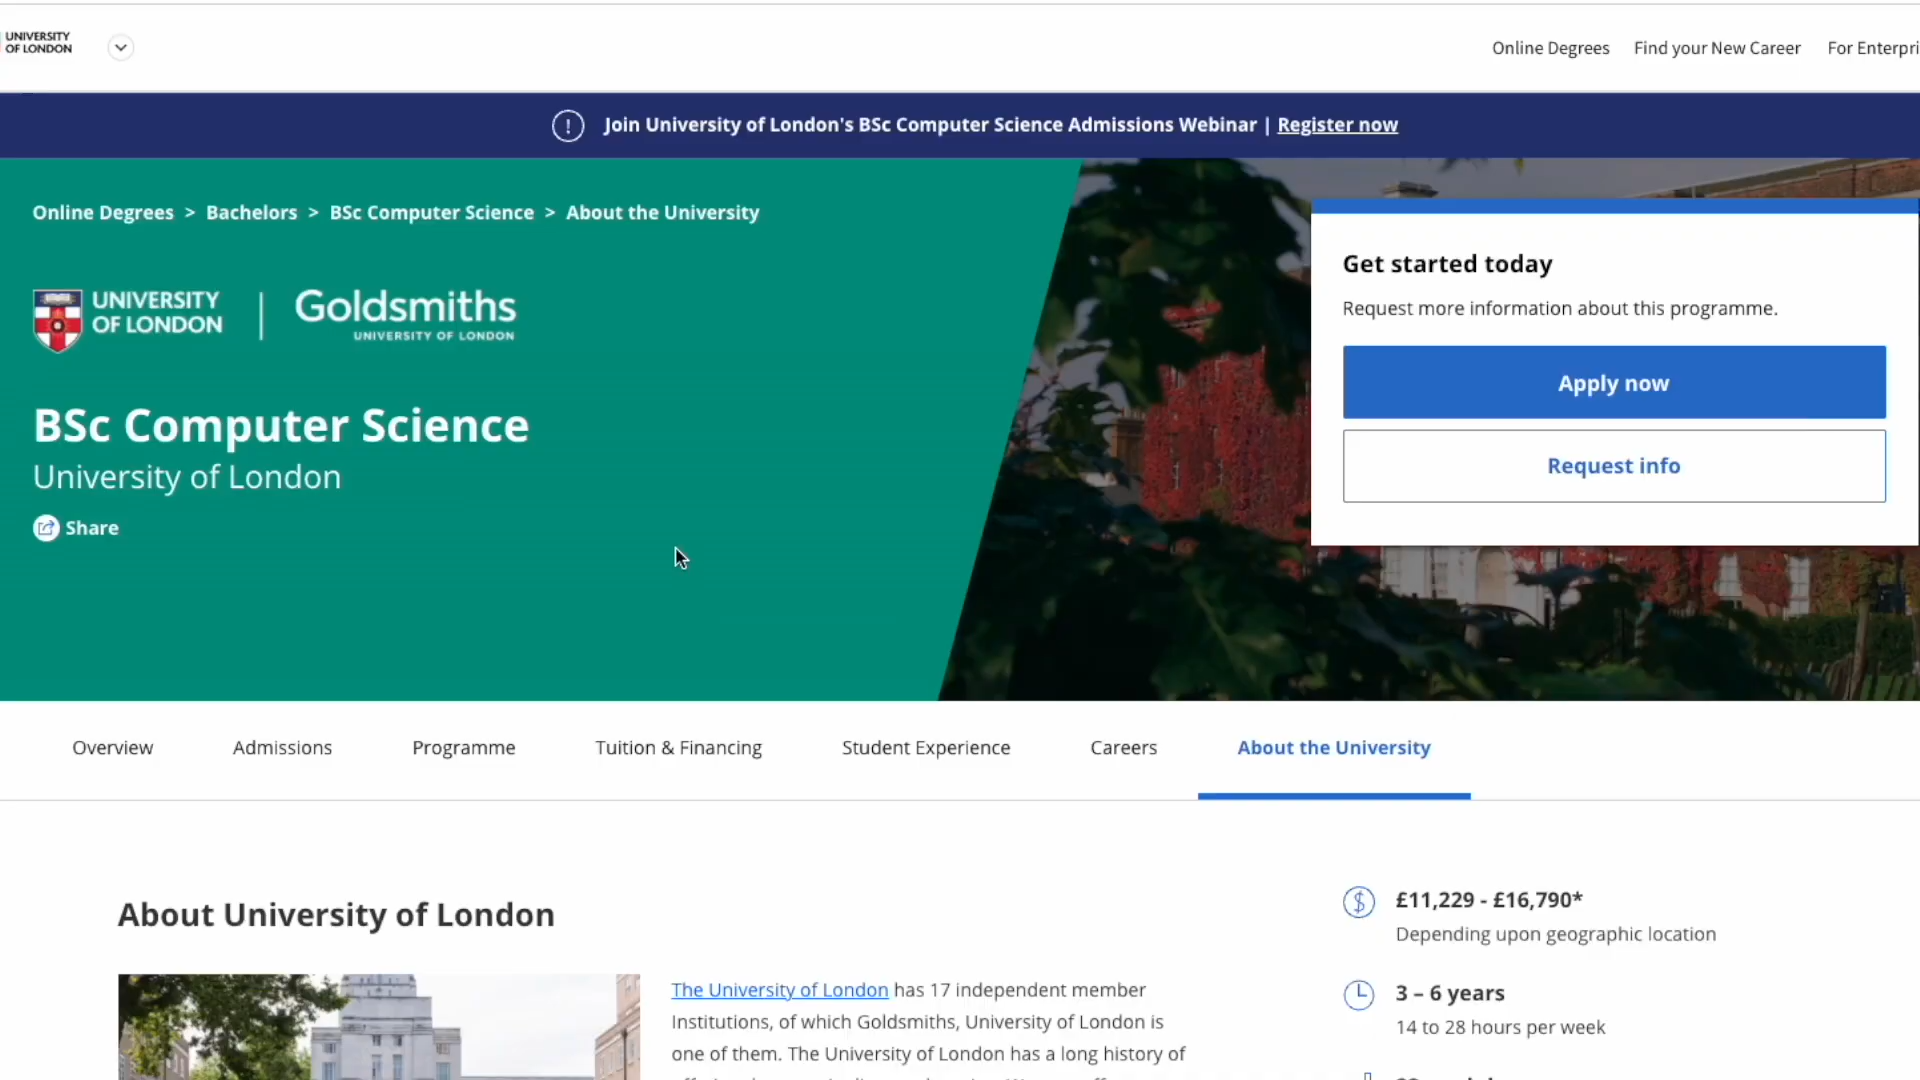 UNIVERSITY
OF LONDON
Online Degrees
Find your New Career
For Enterpri
Join University of London's BSc Computer Science Admissions Webinar | Register now
Online Degrees > Bachelors > BSc Computer Science > About the University
UNIVERSITY
OF LONDON
Goldsmiths
UNIVERSITY OF LONDON
BSc Computer Science
University of London
Share
Get started today
Request more information about this programme.
Apply now
Request info
Overview
Admissions
Programme
Tuition & Financing
Student Experience
Careers
About the University
About University of London
The University of London has 17 independent member
Institutions, of which Goldsmiths, University of London is
one of them. The University of London has a long history of
£11,229 - £16,790*
Depending upon geographic location
3 – 6 years
14 to 28 hours per week